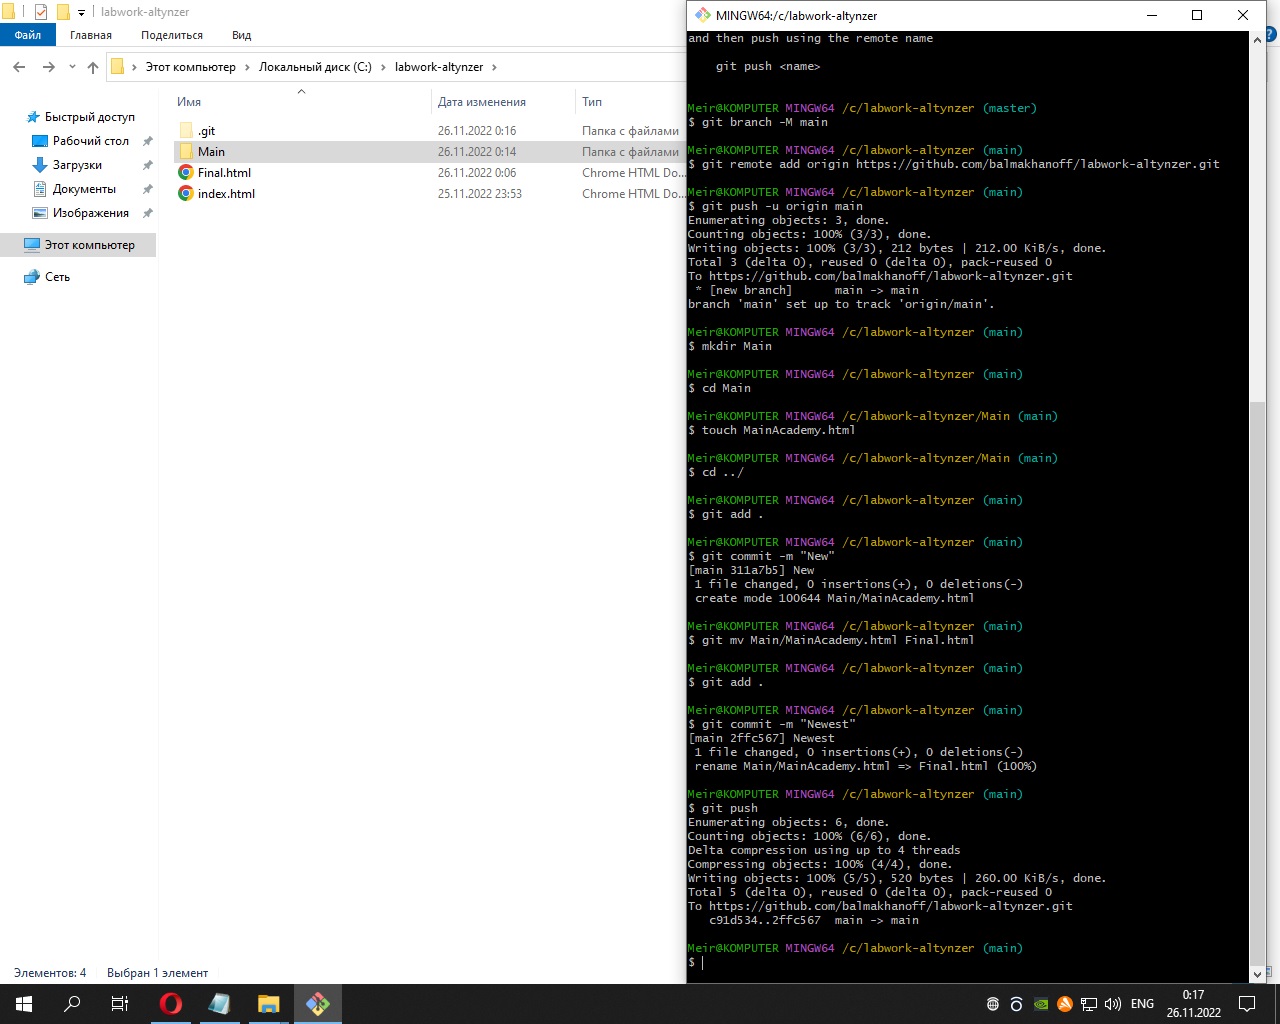 labwork-altynzer
Файл Главная Поделиться Вид
Этот компьютер Локальный диск (C:) labwork-altynzer
Быстрый доступ
Рабочий стол
Загрузки
Документы
Изображения
Этот компьютер
Сеть
Имя Дата изменения Тип
.git 26.11.2022 0:16 Папка с файлами
Main 26.11.2022 0:14 Папка с файлами
Final.html 26.11.2022 0:06 Chrome HTML Do...
index.html 25.11.2022 23:53 Chrome HTML Do...
Элементов: 4 Выбран 1 элемент
MINGW64:/c/labwork-altynzer
and then push using the remote name
git push <name>
Meir@KOMPUTER MINGW64 /c/labwork-altynzer (master)
$ git branch -M main
Meir@KOMPUTER MINGW64 /c/labwork-altynzer (main)
$ git remote add origin https://github.com/balmakhanoff/labwork-altynzer.git
Meir@KOMPUTER MINGW64 /c/labwork-altynzer (main)
$ git push -u origin main
Enumerating objects: 3, done.
Counting objects: 100% (3/3), done.
Writing objects: 100% (3/3), 212 bytes | 212.00 KiB/s, done.
Total 3 (delta 0), reused 0 (delta 0), pack-reused 0
To https://github.com/balmakhanoff/labwork-altynzer.git
* [new branch] main -> main
branch 'main' set up to track 'origin/main'.
Meir@KOMPUTER MINGW64 /c/labwork-altynzer (main)
$ mkdir Main
Meir@KOMPUTER MINGW64 /c/labwork-altynzer (main)
$ cd Main
Meir@KOMPUTER MINGW64 /c/labwork-altynzer/Main (main)
$ touch MainAcademy.html
Meir@KOMPUTER MINGW64 /c/labwork-altynzer/Main (main)
$ cd ../
Meir@KOMPUTER MINGW64 /c/labwork-altynzer (main)
$ git add .
Meir@KOMPUTER MINGW64 /c/labwork-altynzer (main)
$ git commit -m "New"
[main 311a7b5] New
1 file changed, 0 insertions(+), 0 deletions(-)
create mode 100644 Main/MainAcademy.html
Meir@KOMPUTER MINGW64 /c/labwork-altynzer (main)
$ git mv Main/MainAcademy.html Final.html
Meir@KOMPUTER MINGW64 /c/labwork-altynzer (main)
$ git add .
Meir@KOMPUTER MINGW64 /c/labwork-altynzer (main)
$ git commit -m "Newest"
[main 2ffc567] Newest
1 file changed, 0 insertions(+), 0 deletions(-)
rename Main/MainAcademy.html => Final.html (100%)
Meir@KOMPUTER MINGW64 /c/labwork-altynzer (main)
$ git push
Enumerating objects: 6, done.
Counting objects: 100% (6/6), done.
Delta compression using up to 4 threads
Compressing objects: 100% (4/4), done.
Writing objects: 100% (5/5), 520 bytes | 260.00 KiB/s, done.
Total 5 (delta 0), reused 0 (delta 0), pack-reused 0
To https://github.com/balmakhanoff/labwork-altynzer.git
c91d534..2ffc567 main -> main
Meir@KOMPUTER MINGW64 /c/labwork-altynzer (main)
$
ENG
0:17
26.11.2022